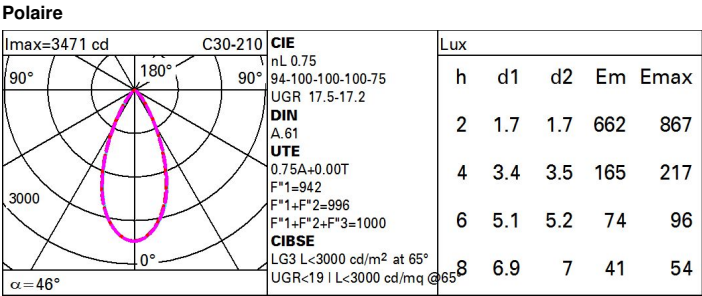 Polaire
Imax=3471 cd C30-210
90° 180° 90°
3000
0°
α=46°
CIE
nL 0.75
94-100-100-100-75
UGR 17.5-17.2
DIN
A.61
UTE
0.75A+0.00T
F"1=942
F"1+F"2=996
F"1+F"2+F"3=1000
CIBSE
LG3 L<3000 cd/m² at 65°
UGR<19 | L<3000 cd/mq @65°
Lux
h d1 d2 Em Emax
2 1.7 1.7 662 867
4 3.4 3.5 165 217
6 5.1 5.2 74 96
8 6.9 7 41 54